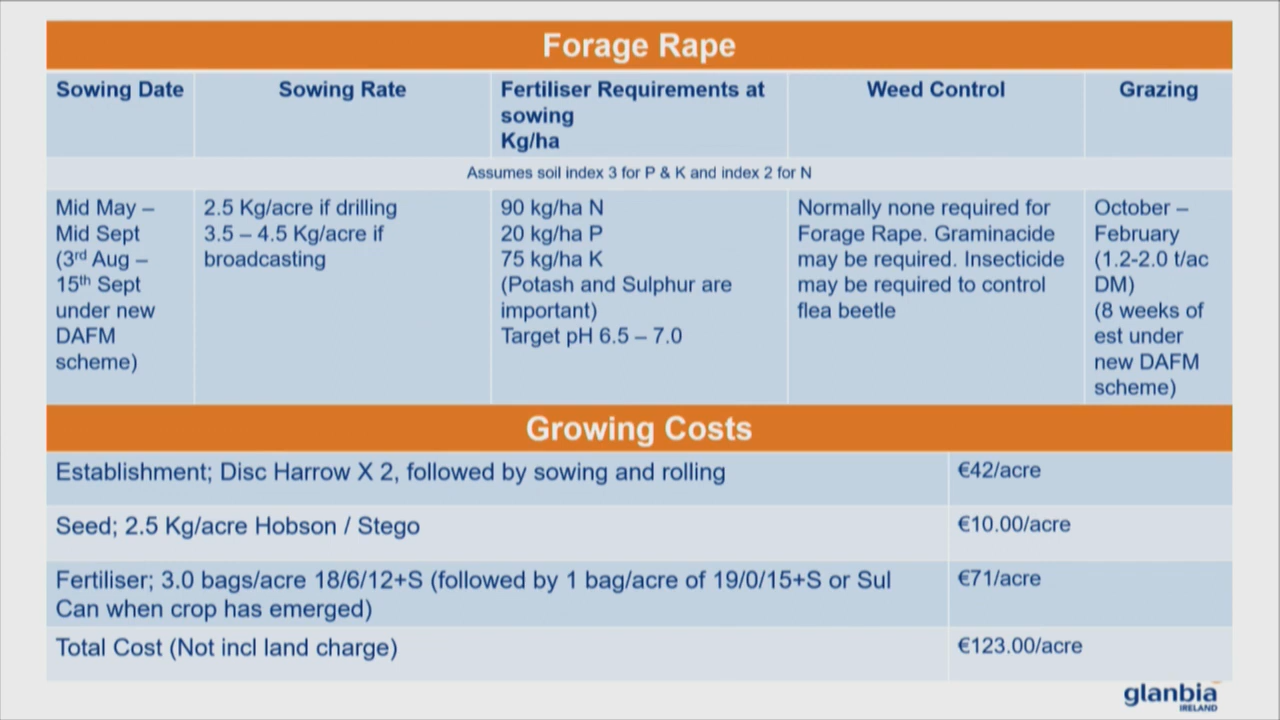 Forage Rape
Sowing Date
Sowing Rate
Fertiliser Requirements at
sowing
Kg/ha
Weed Control
Grazing
Assumes soil index 3 for P & K and index 2 for N
Mid May –
Mid Sept
(3rd Aug –
15th Sept
under new
DAFM
scheme)
2.5 Kg/acre if drilling
3.5 – 4.5 Kg/acre if
broadcasting
90 kg/ha N
20 kg/ha P
75 kg/ha K
(Potash and Sulphur are
important)
Target pH 6.5 – 7.0
Normally none required for
Forage Rape. Graminacide
may be required. Insecticide
may be required to control
flea beetle
October –
February
(1.2-2.0 t/ac
DM)
(8 weeks of
est under
new DAFM
scheme)
Growing Costs
Establishment; Disc Harrow X 2, followed by sowing and rolling
€42/acre
Seed; 2.5 Kg/acre Hobson / Stego
€10.00/acre
Fertiliser; 3.0 bags/acre 18/6/12+S (followed by 1 bag/acre of 19/0/15+S or Sul
Can when crop has emerged)
€71/acre
Total Cost (Not incl land charge)
€123.00/acre
glanbia
IRELAND